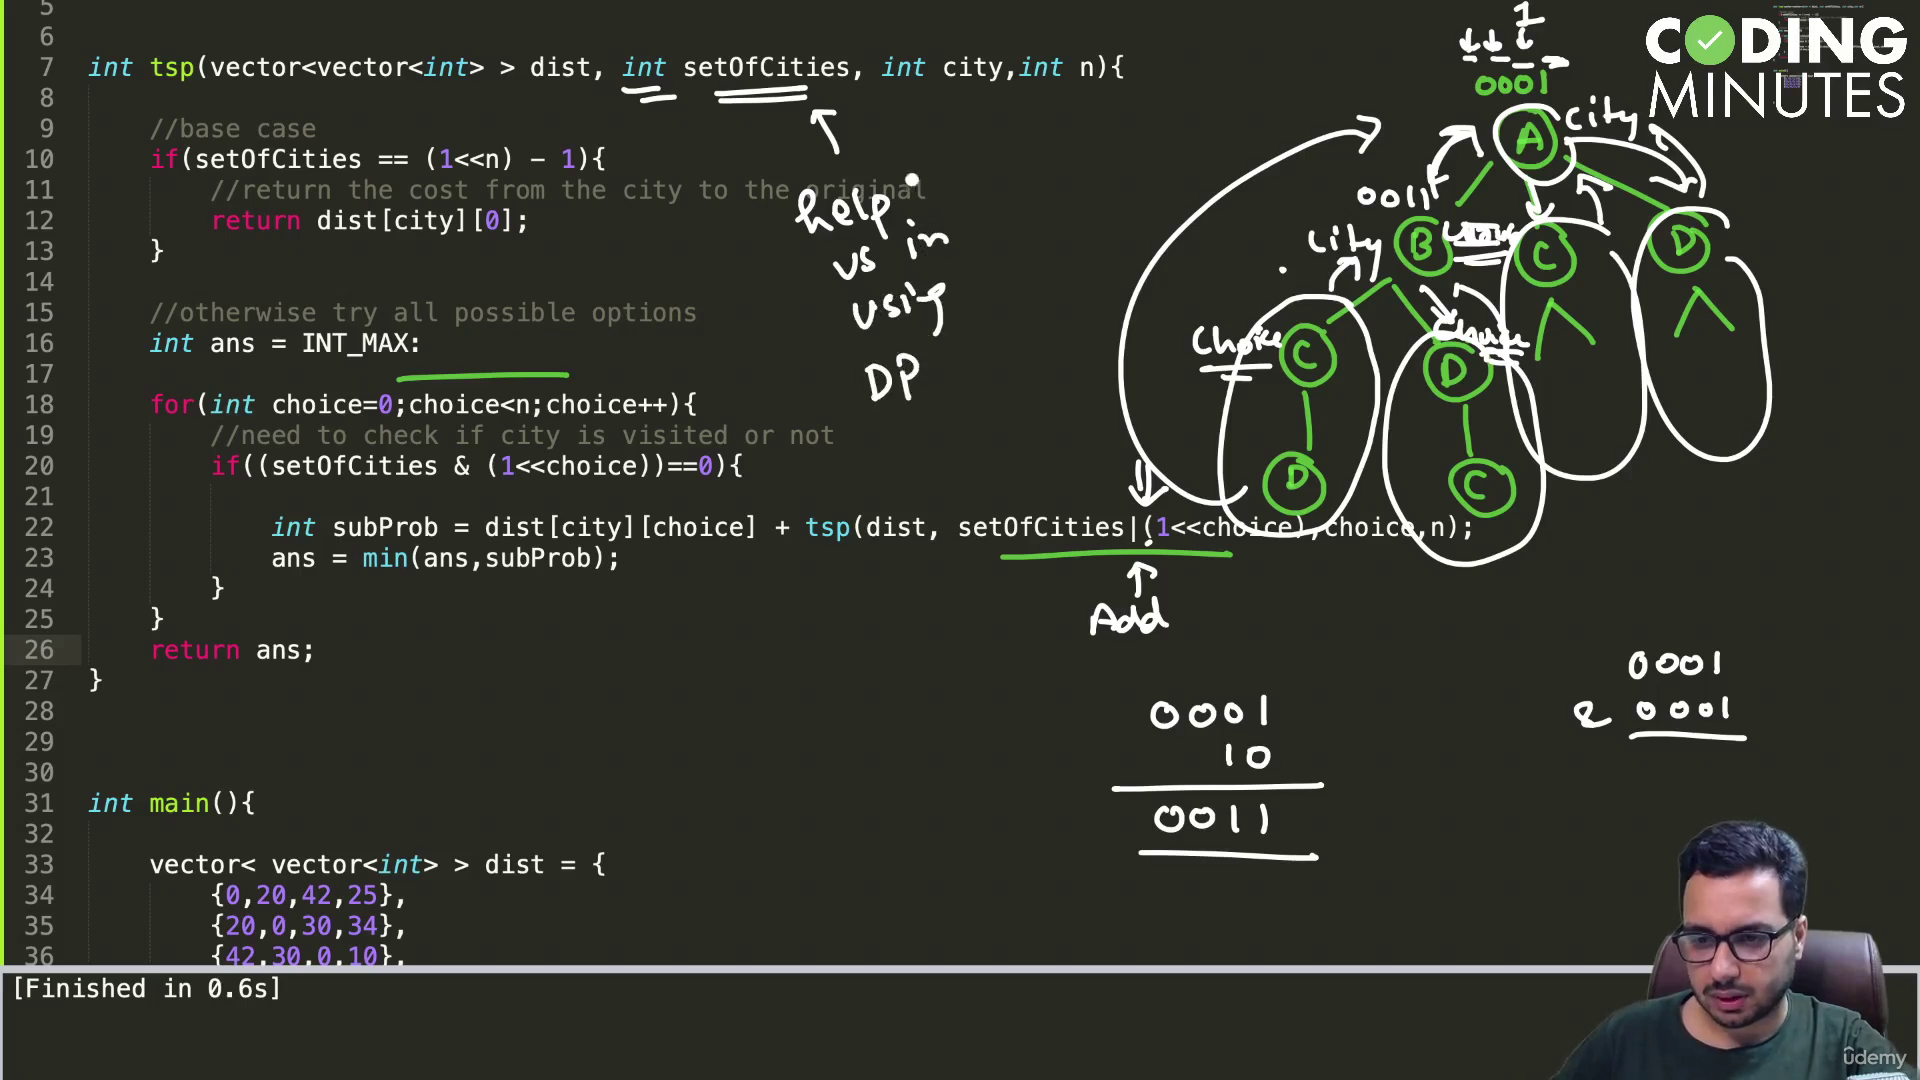 5
6
7 int tsp(vector<vector<int> > dist, int setOfCities, int city,int n){
8
9 //base case
10 if(setOfCities == (1<<n) - 1){
11 //return the cost from the city to the original
12 return dist[city][0];
13 }
14
15 //otherwise try all possible options
16 int ans = INT_MAX;
17
18 for(int choice=0;choice<n;choice++){
19 //need to check if city is visited or not
20 if((setOfCities & (1<<choice))==0){
21
22 int subProb = dist[city][choice] + tsp(dist, setOfCities|(1<<choice),choice,n);
23 ans = min(ans,subProb);
24 }
25 }
26 return ans;
27 }
28
29
30
31 int main(){
32
33 vector< vector<int> > dist = {
34 {0,20,42,25},
35 {20,0,30,34},
36 {42,30,0,10},
[Finished in 0.6s]
help
us in
using
DP
1
0001
A City
0011
City B C D
Choice C Choice D
D C
Add
0001
10
0011
0001
& 0001
CODING
MINUTES
ûdemy